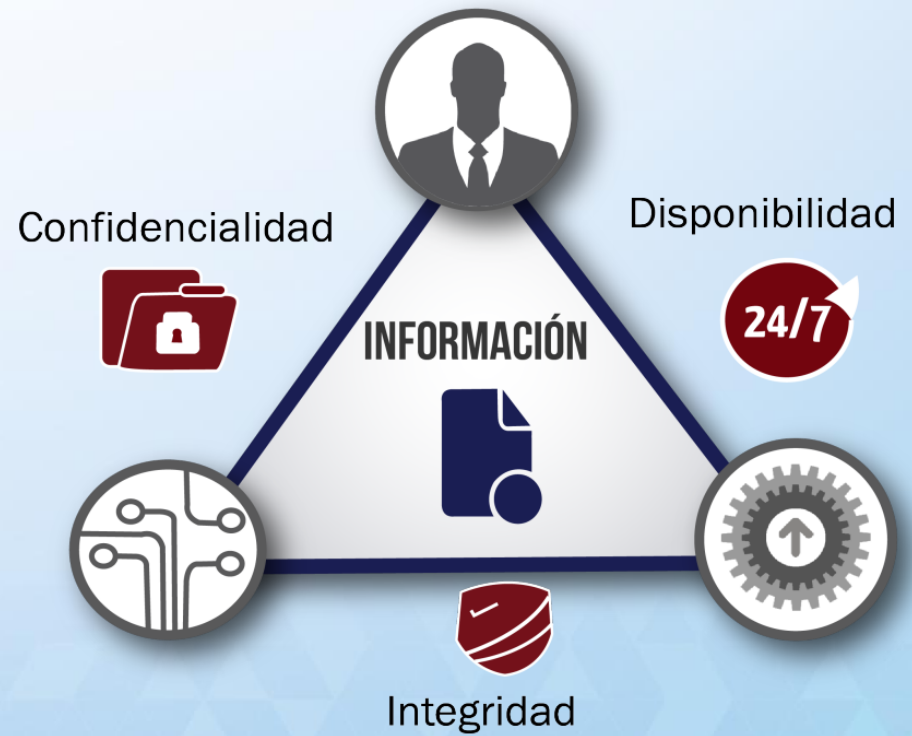 Confidencialidad
Disponibilidad
24/7
INFORMACIÓN
Integridad